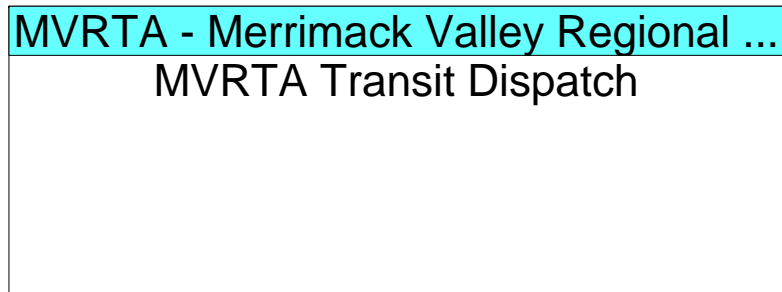 MVRTA - Merrimack Valley Regional ...
MVRTA Transit Dispatch